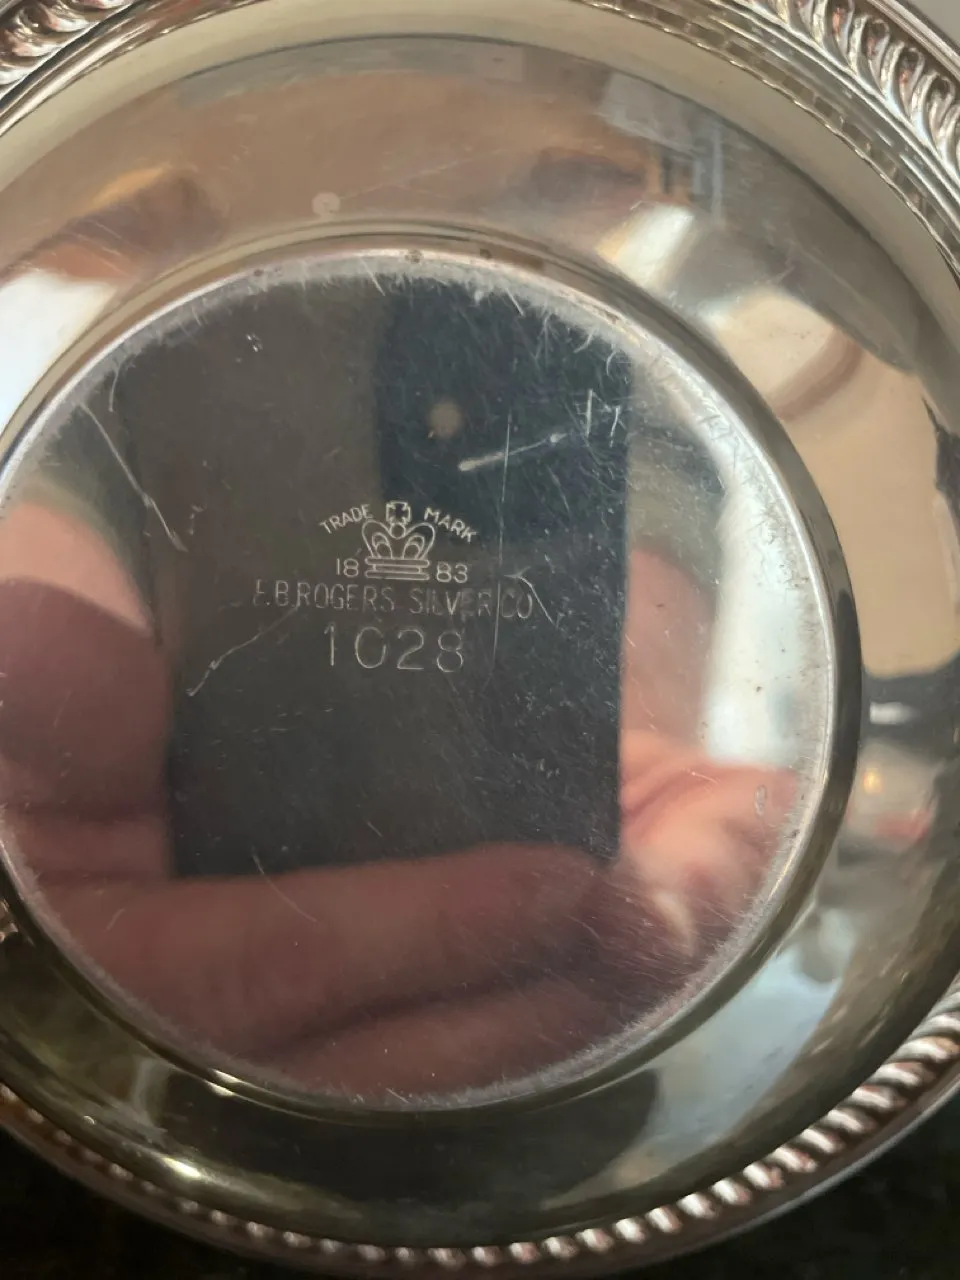 TRADE MARK
18 83
F.B.ROGERS SILVER CO.
1028